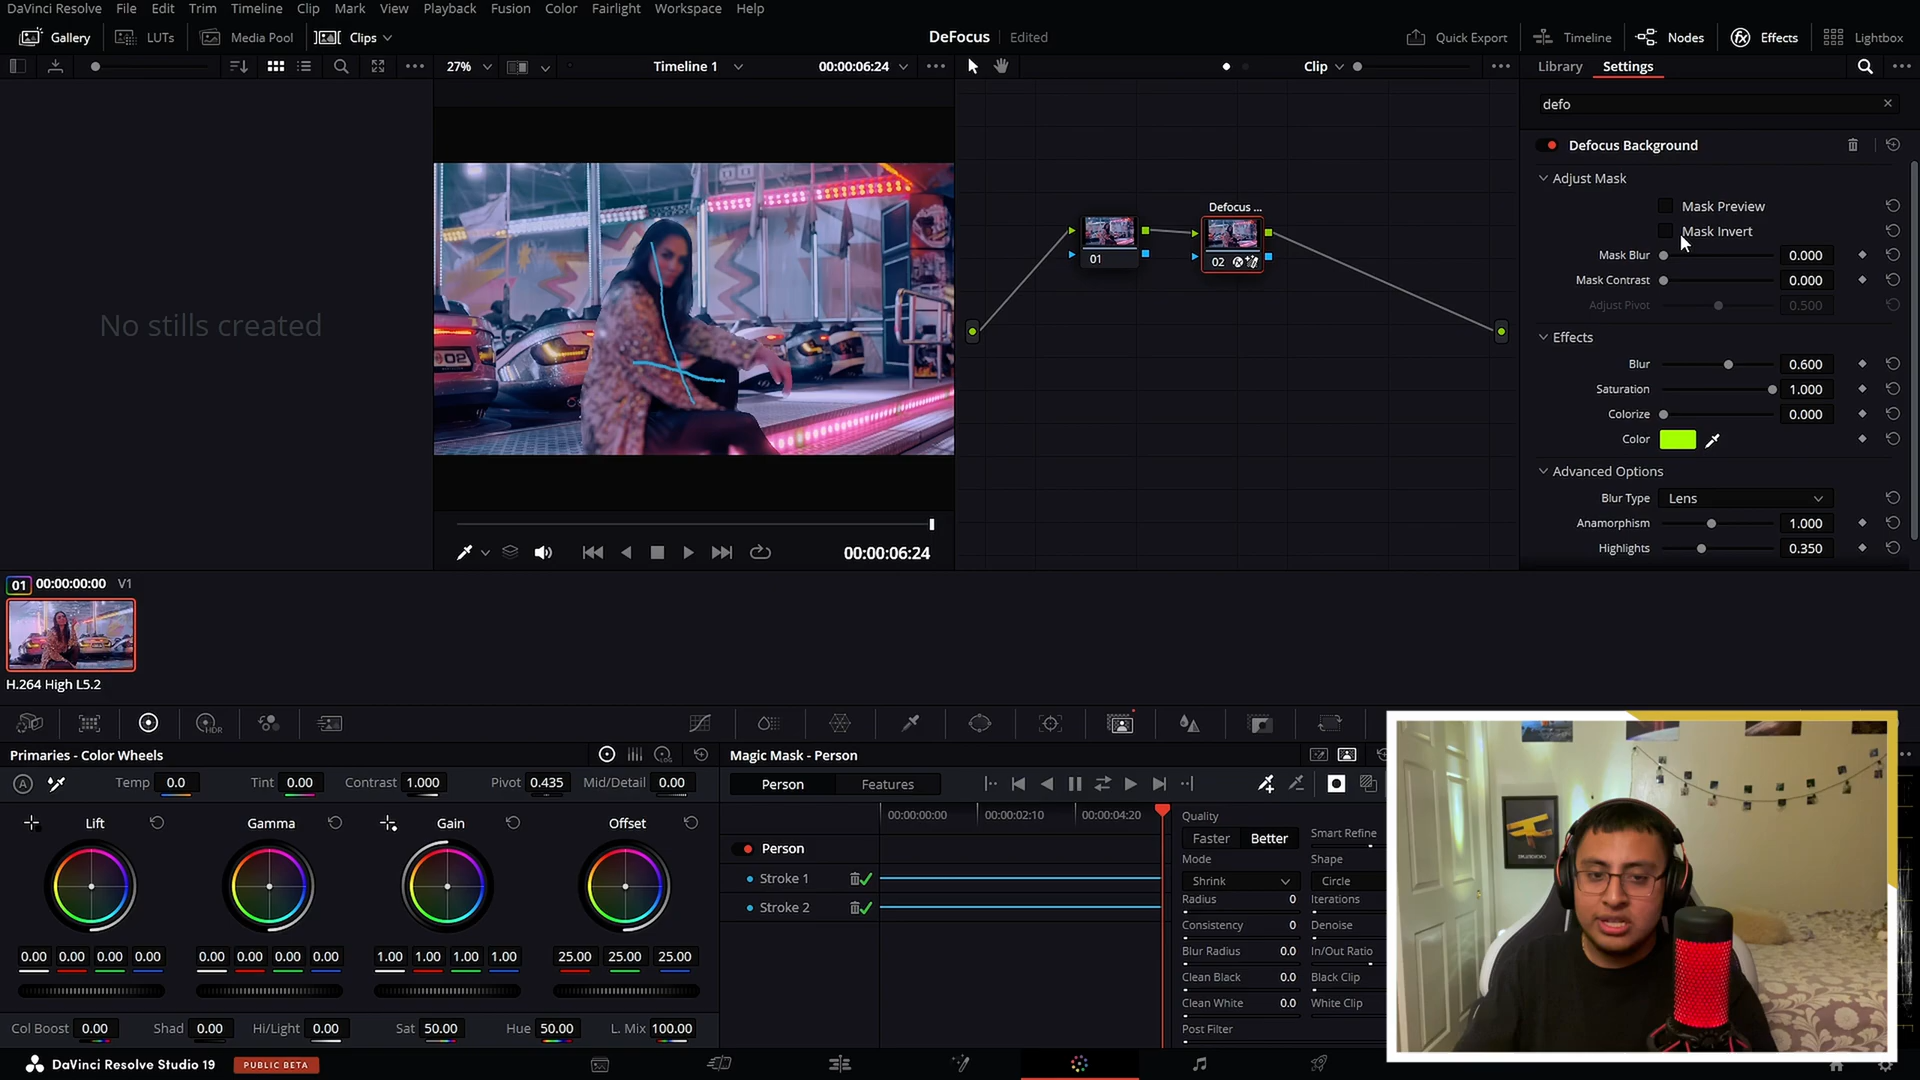 DaVinci Resolve File Edit Trim Timeline Clip Mark View Playback Fusion Color Fairlight Workspace Help
Gallery LUTs Media Pool Clips DeFocus Edited Quick Export Timeline Nodes Effects Lightbox
27% Timeline 1 00:00:06:24 Clip Library Settings
defo
Defocus Background
Adjust Mask
Mask Preview
Mask Invert
Mask Blur 0.000
Mask Contrast 0.000
Adjust Pivot 0.500
Effects
Blur 0.600
Saturation 1.000
Colorize 0.000
Color
Advanced Options
Blur Type Lens
Anamorphism 1.000
Highlights 0.350
No stills created
Defocus ...
01
02
00:00:06:24
01 00:00:00:00 V1
H.264 High L5.2
Primaries - Color Wheels
Temp 0.0 Tint 0.00 Contrast 1.000 Pivot 0.435 Mid/Detail 0.00
Lift Gamma Gain Offset
0.00 0.00 0.00 0.00 0.00 0.00 0.00 0.00 1.00 1.00 1.00 1.00 25.00 25.00 25.00
Col Boost 0.00 Shad 0.00 Hi/Light 0.00 Sat 50.00 Hue 50.00 L. Mix 100.00
Magic Mask - Person
Person Features
00:00:00:00 00:00:02:10 00:00:04:20
Person
Stroke 1
Stroke 2
Quality
Faster Better Smart Refine
Mode Shape
Shrink Circle
Radius 0 Iterations
Consistency 0 Denoise
Blur Radius 0.0 In/Out Ratio
Clean Black 0.0 Black Clip
Clean White 0.0 White Clip
Post Filter
DaVinci Resolve Studio 19 PUBLIC BETA